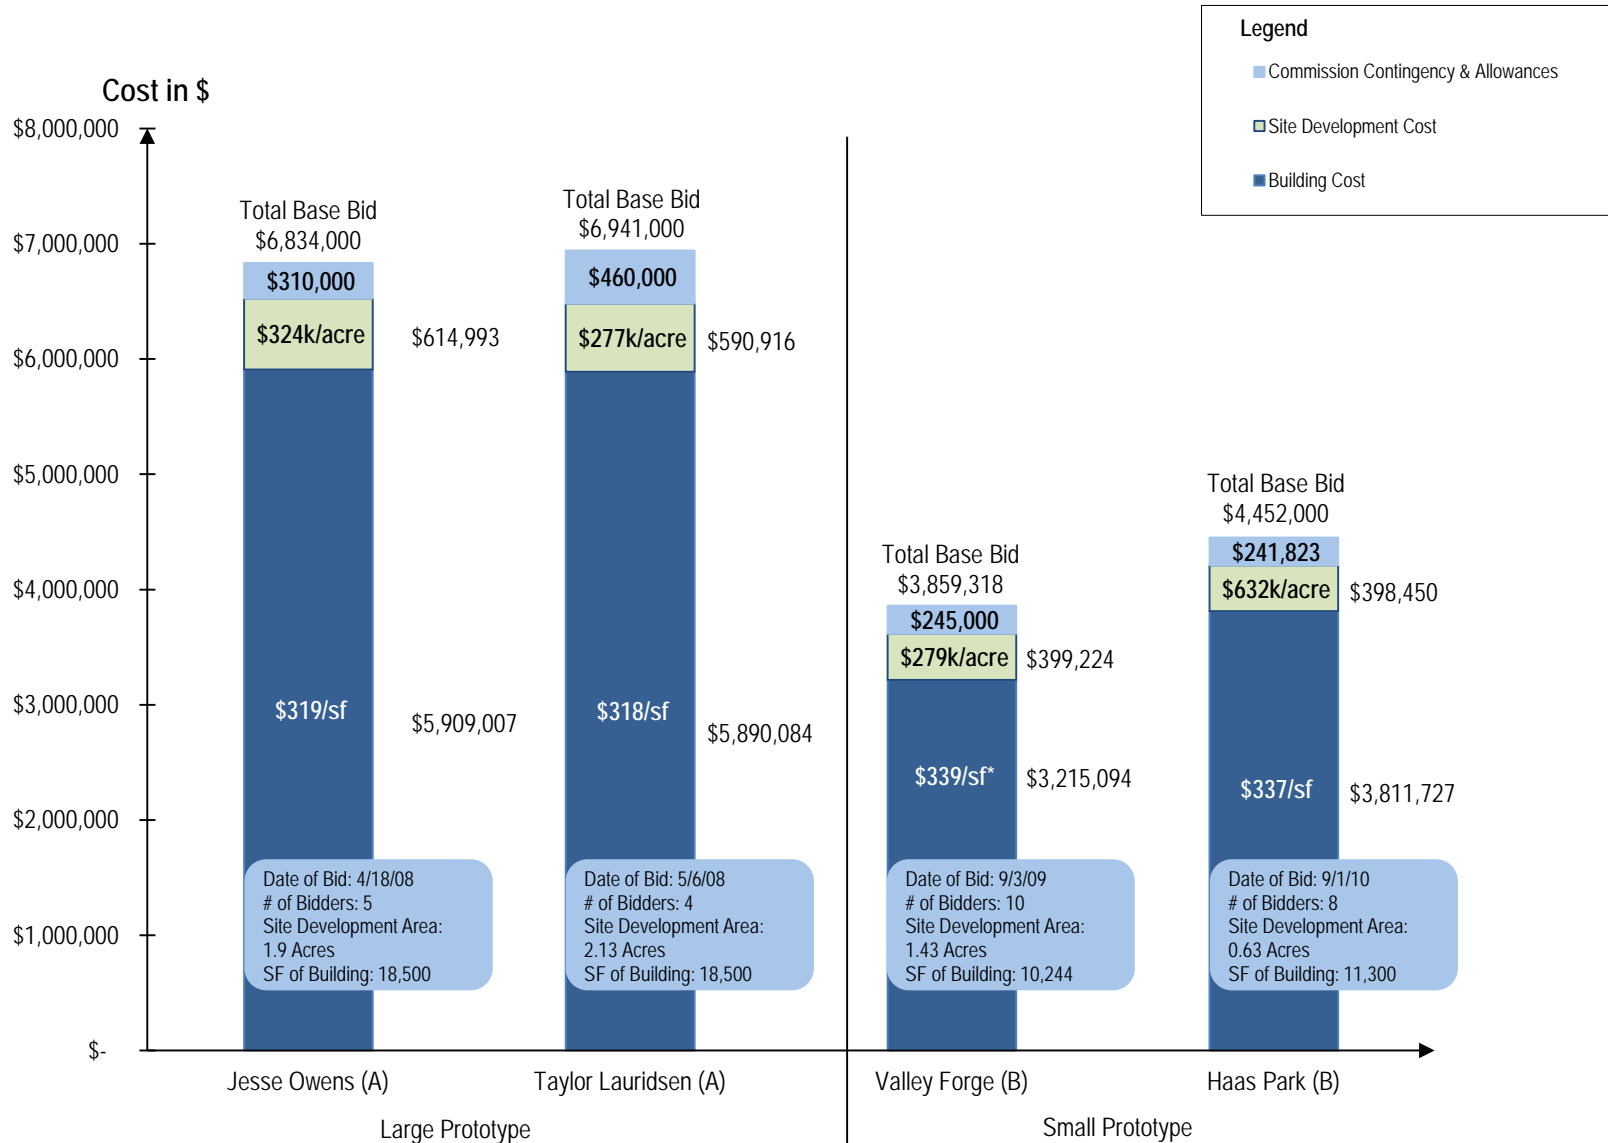 Legend
Commission Contingency & Allowances
Site Development Cost
Building Cost
Cost in $
$8,000,000
$7,000,000
$6,000,000
$5,000,000
$4,000,000
$3,000,000
$2,000,000
$1,000,000
$-
Total Base Bid
$6,834,000
$310,000
$324k/acre
$614,993
$319/sf
$5,909,007
Date of Bid: 4/18/08
# of Bidders: 5
Site Development Area:
1.9 Acres
SF of Building: 18,500
Jesse Owens (A)
Total Base Bid
$6,941,000
$460,000
$277k/acre
$590,916
$318/sf
$5,890,084
Date of Bid: 5/6/08
# of Bidders: 4
Site Development Area:
2.13 Acres
SF of Building: 18,500
Taylor Lauridsen (A)
Large Prototype
Total Base Bid
$3,859,318
$245,000
$279k/acre
$399,224
$339/sf*
$3,215,094
Date of Bid: 9/3/09
# of Bidders: 10
Site Development Area:
1.43 Acres
SF of Building: 10,244
Valley Forge (B)
Total Base Bid
$4,452,000
$241,823
$632k/acre
$398,450
$337/sf
$3,811,727
Date of Bid: 9/1/10
# of Bidders: 8
Site Development Area:
0.63 Acres
SF of Building: 11,300
Haas Park (B)
Small Prototype